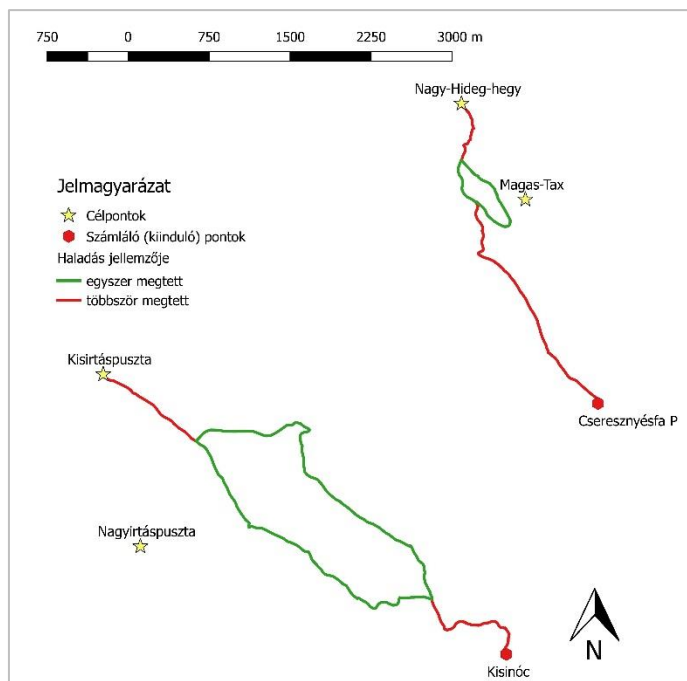 750 0 750 1500 2250 3000 m
Nagy-Hideg-hegy
Magas-Tax
Jelmagyarázat
Célpontok
Számláló (kiinduló) pontok
Haladás jellemzője
egyszer megtett
többször megtett
Kisirtáspuszta
Cseresznyésfa P
Nagyirtáspuszta
N
Kisinóc